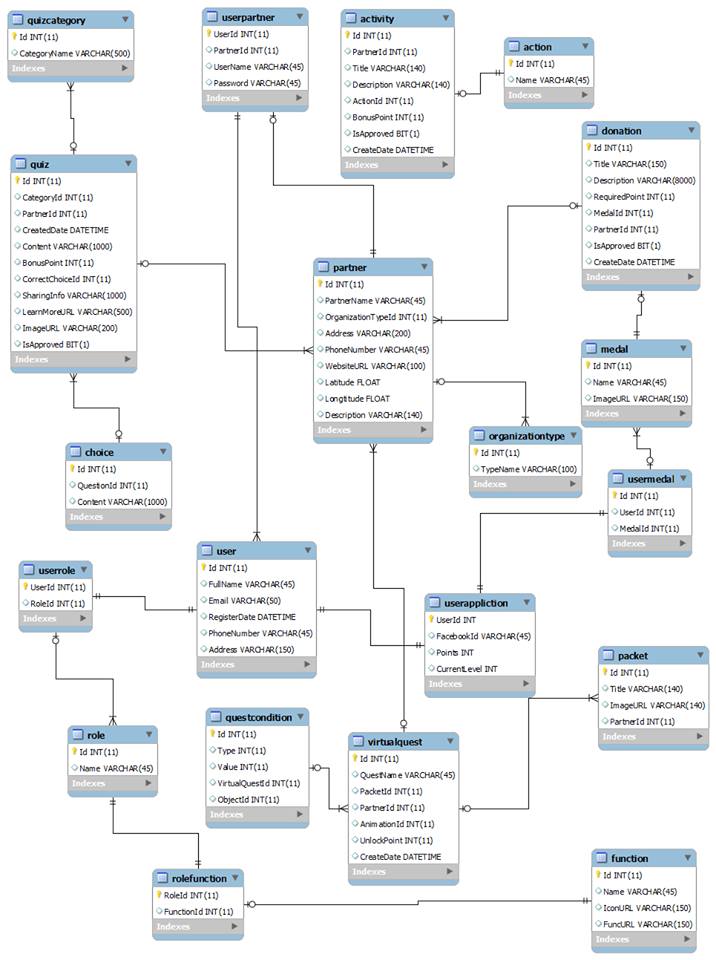 quizcategory
Id INT(11)
CategoryName VARCHAR(500)
Indexes
userpartner
UserId INT(11)
PartnerId INT(11)
UserName VARCHAR(45)
Password VARCHAR(45)
Indexes
activity
Id INT(11)
PartnerId INT(11)
Title VARCHAR(140)
Description VARCHAR(140)
ActionId INT(11)
BonusPoint INT(11)
IsApproved BIT(1)
CreateDate DATETIME
Indexes
action
Id INT(11)
Name VARCHAR(45)
Indexes
donation
Id INT(11)
Title VARCHAR(150)
Description VARCHAR(8000)
RequiredPoint INT(11)
MedalId INT(11)
PartnerId INT(11)
IsApproved BIT(1)
CreateDate DATETIME
Indexes
quiz
Id INT(11)
CategoryId INT(11)
PartnerId INT(11)
CreatedDate DATETIME
Content VARCHAR(1000)
BonusPoint INT(11)
CorrectChoiceId INT(11)
SharingInfo VARCHAR(1000)
LearnMoreURL VARCHAR(500)
ImageURL VARCHAR(200)
IsApproved BIT(1)
Indexes
partner
Id INT(11)
PartnerName VARCHAR(45)
OrganizationTypeId INT(11)
Address VARCHAR(200)
PhoneNumber VARCHAR(45)
WebsiteURL VARCHAR(100)
Latitude FLOAT
Longtitude FLOAT
Description VARCHAR(140)
Indexes
medal
Id INT(11)
Name VARCHAR(45)
ImageURL VARCHAR(150)
Indexes
choice
Id INT(11)
QuestionId INT(11)
Content VARCHAR(1000)
Indexes
organizationtype
Id INT(11)
TypeName VARCHAR(100)
Indexes
usermedal
Id INT(11)
UserId INT(11)
MedalId INT(11)
Indexes
user
Id INT(11)
FullName VARCHAR(45)
Email VARCHAR(50)
RegisterDate DATETIME
PhoneNumber VARCHAR(45)
Address VARCHAR(150)
Indexes
userrole
UserId INT(11)
RoleId INT(11)
Indexes
userappliction
UserId INT
FacebookId VARCHAR(45)
Points INT
CurrentLevel INT
packet
Id INT(11)
Title VARCHAR(140)
ImageURL VARCHAR(140)
PartnerId INT(11)
Indexes
role
Id INT(11)
Name VARCHAR(45)
Indexes
questcondition
Id INT(11)
Type INT(11)
Value INT(11)
VirtualQuestId INT(11)
ObjectId INT(11)
Indexes
virtualquest
Id INT(11)
QuestName VARCHAR(45)
PacketId INT(11)
PartnerId INT(11)
AnimationId INT(11)
UnlockPoint INT(11)
CreateDate DATETIME
Indexes
rolefunction
RoleId INT(11)
FunctionId INT(11)
Indexes
function
Id INT(11)
Name VARCHAR(45)
IconURL VARCHAR(150)
FuncURL VARCHAR(150)
Indexes